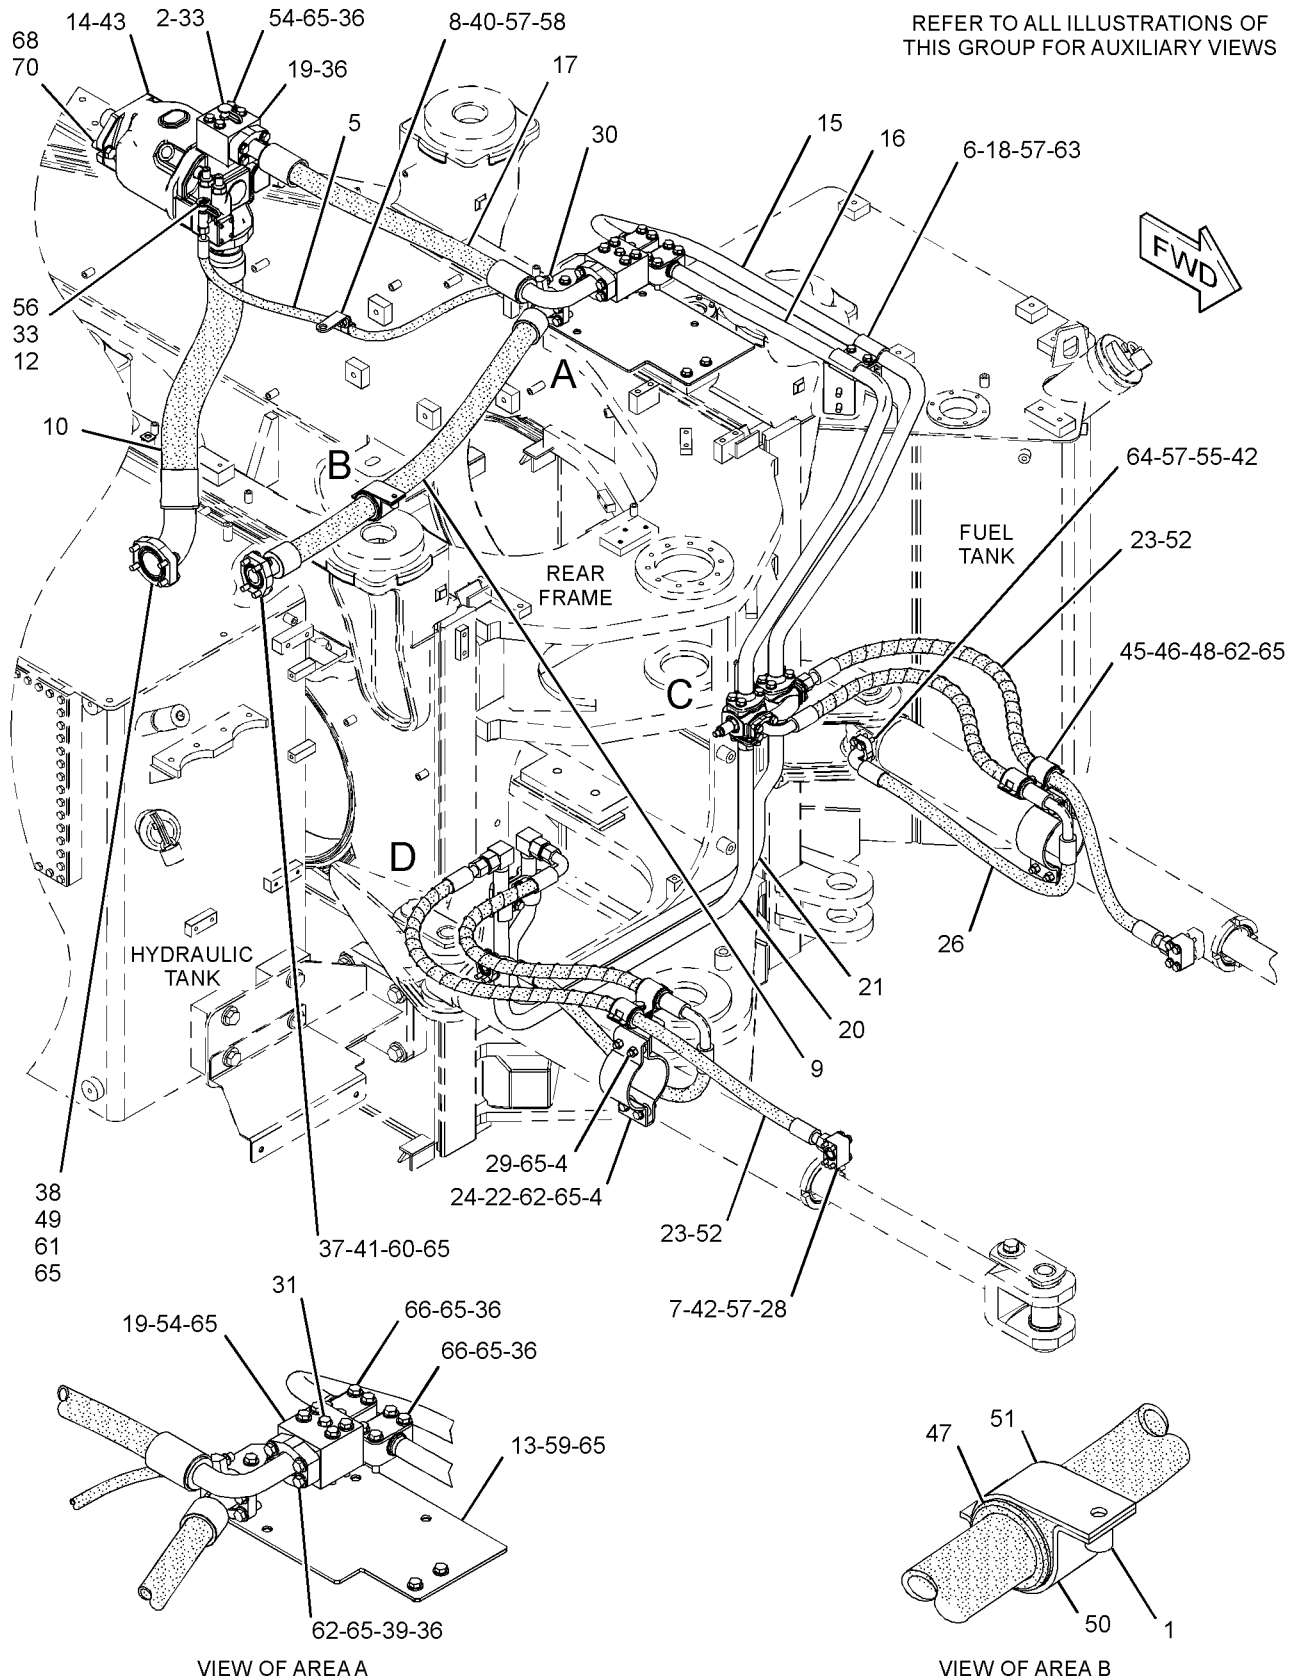 14-43
2-33
54-65-36
8-40-57-58
REFER TO ALL ILLUSTRATIONS OF
THIS GROUP FOR AUXILIARY VIEWS
68
70
19-36
17
5
30
15
16
6-18-57-63
FWD
56
33
12
A
10
B
64-57-55-42
FUEL
TANK
23-52
REAR
FRAME
45-46-48-62-65
C
D
HYDRAULIC
TANK
26
21
20
9
29-65-4
24-22-62-65-4
38
49
61
65
37-41-60-65
23-52
7-42-57-28
31
66-65-36
19-54-65
66-65-36
13-59-65
51
47
62-65-39-36
50
1
VIEW OF AREA A
VIEW OF AREA B